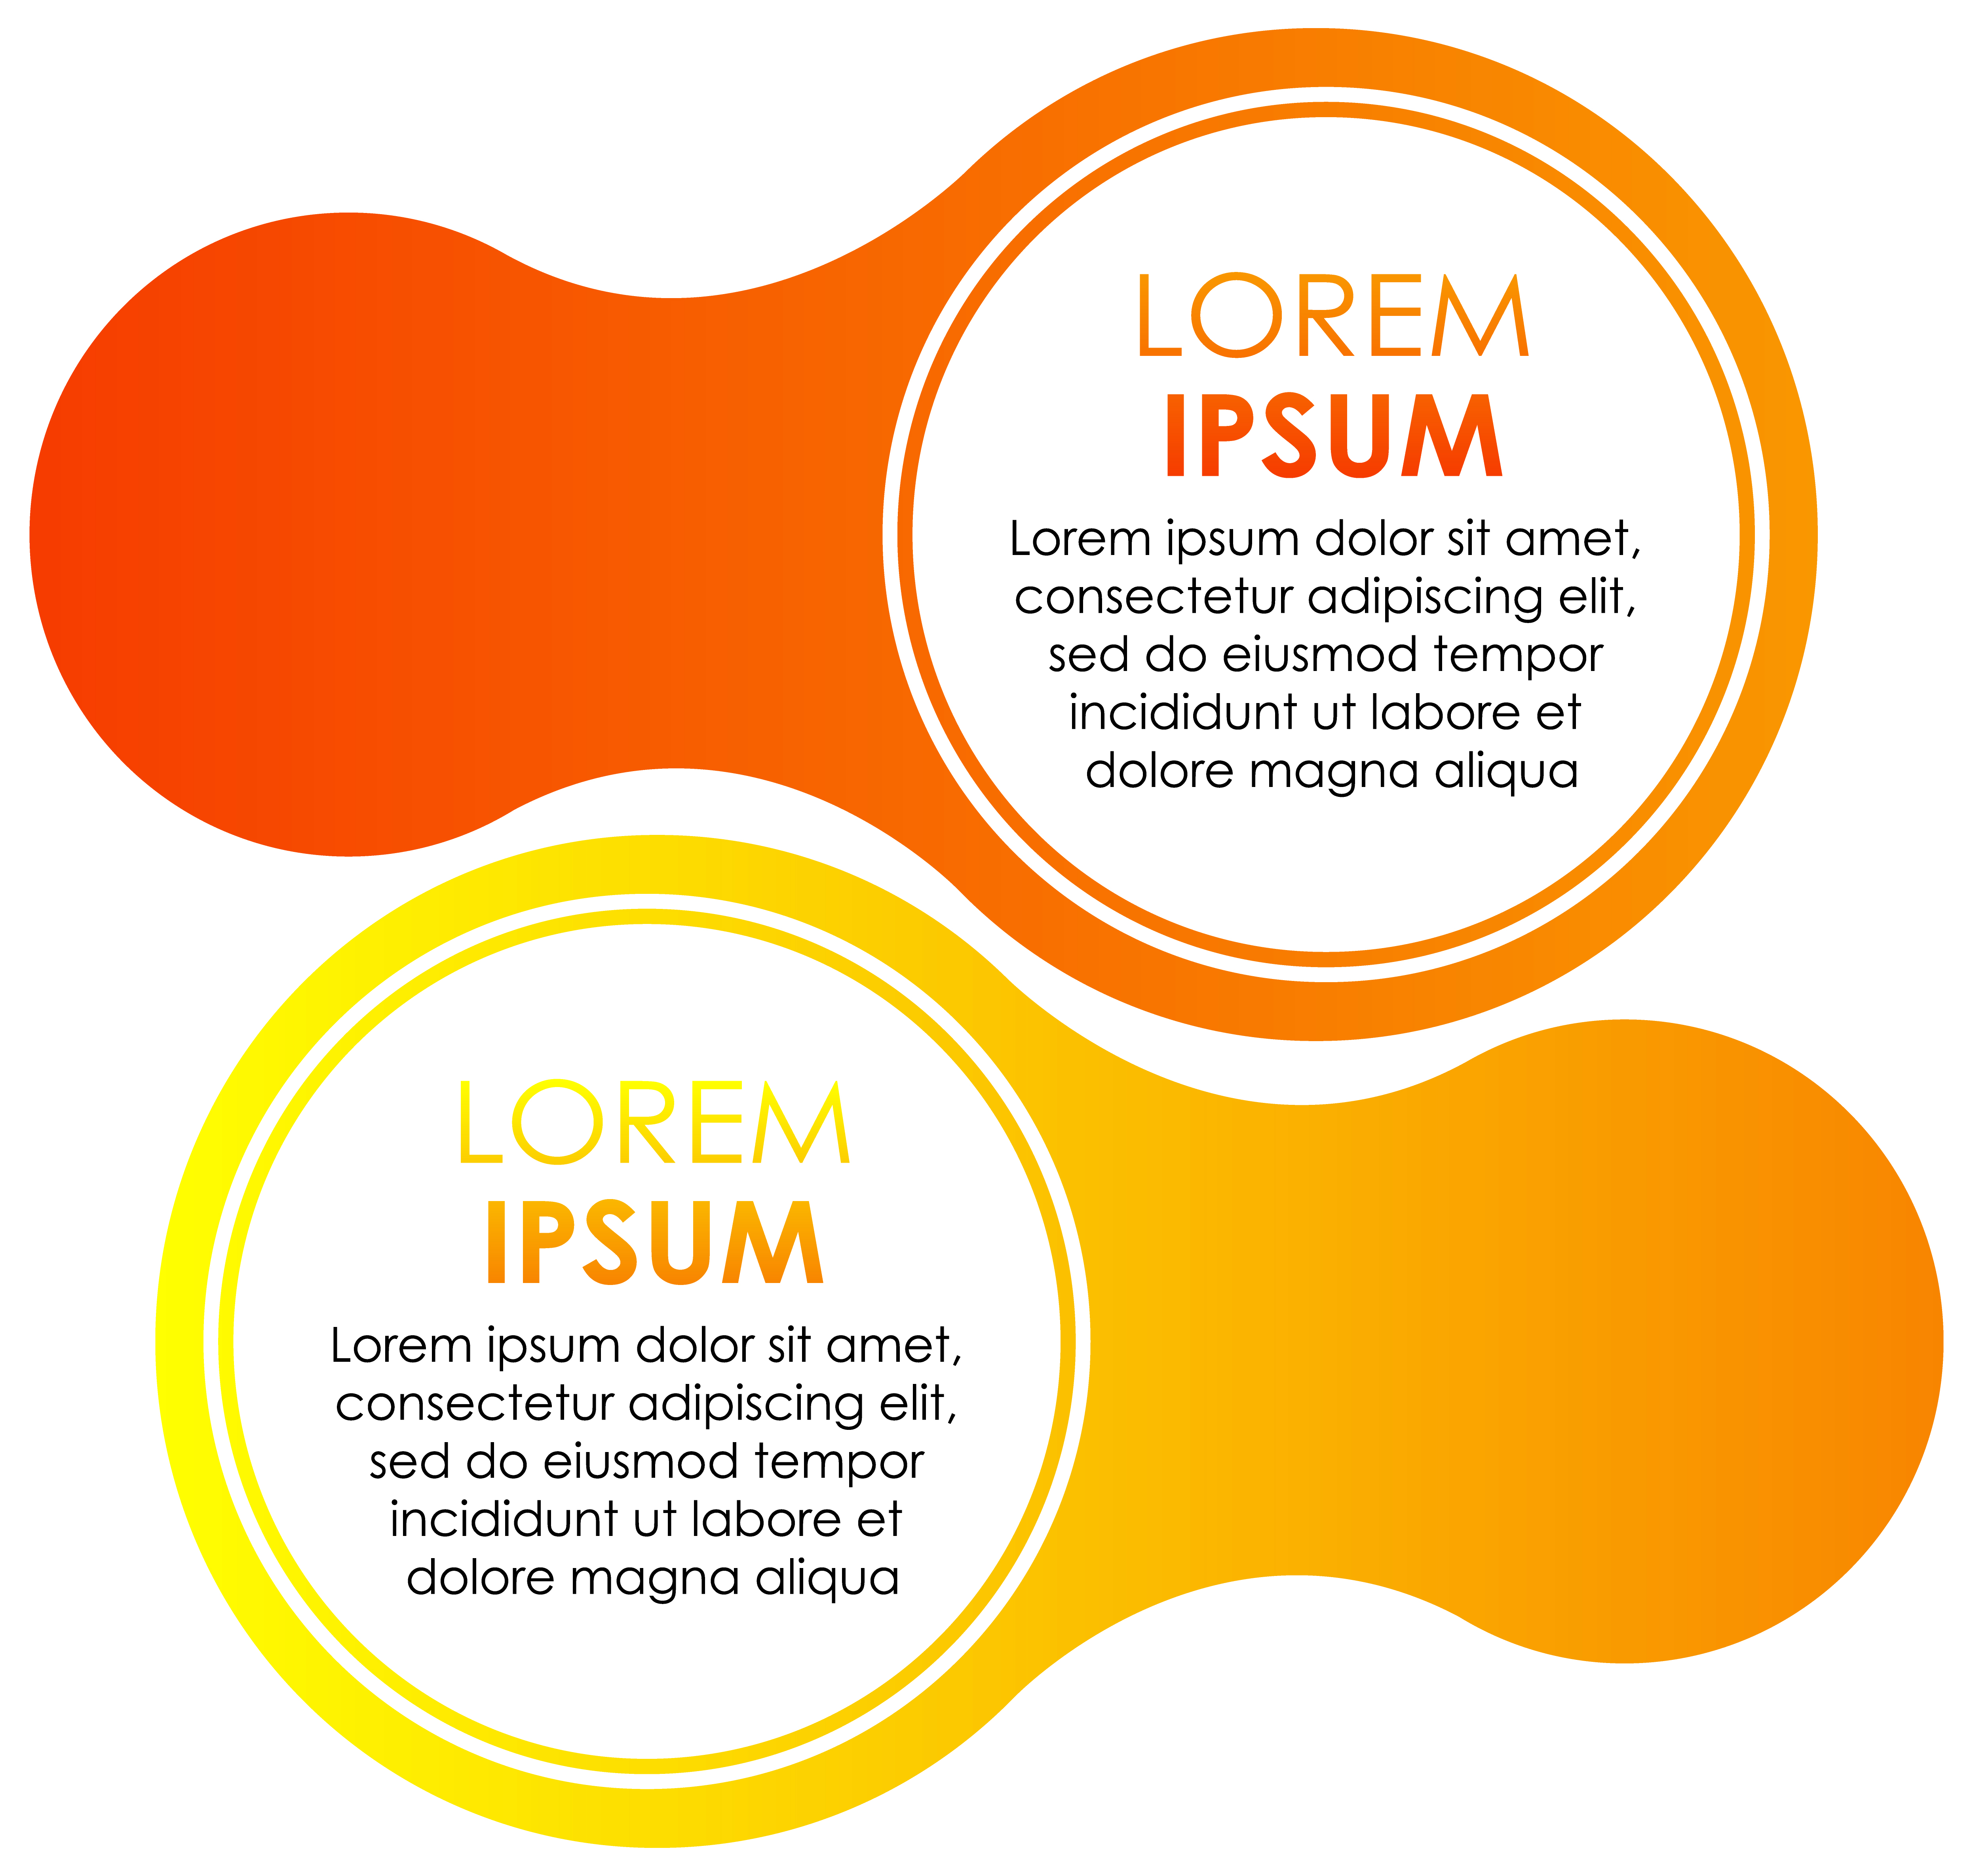 LOREM
IPSUM
Lorem ipsum dolor sit amet,
consectetur adipiscing elit,
sed do eiusmod tempor
incididunt ut labore et
dolore magna aliqua
LOREM
IPSUM
Lorem ipsum dolor sit amet,
consectetur adipiscing elit,
sed do eiusmod tempor
incididunt ut labore et
dolore magna aliqua